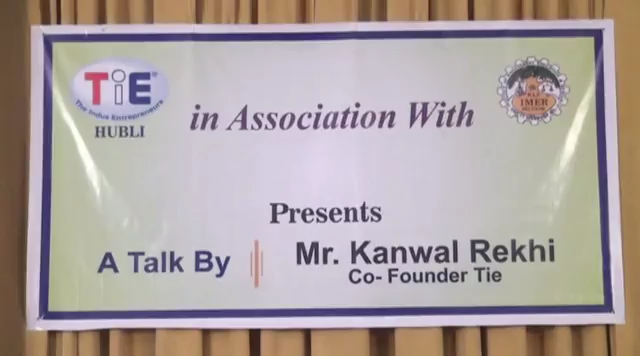 TiE
The Indus Entrepreneurs
HUBLI
in Association With
IMER
Presents
A Talk By
Mr. Kanwal Rekhi
Co- Founder Tie